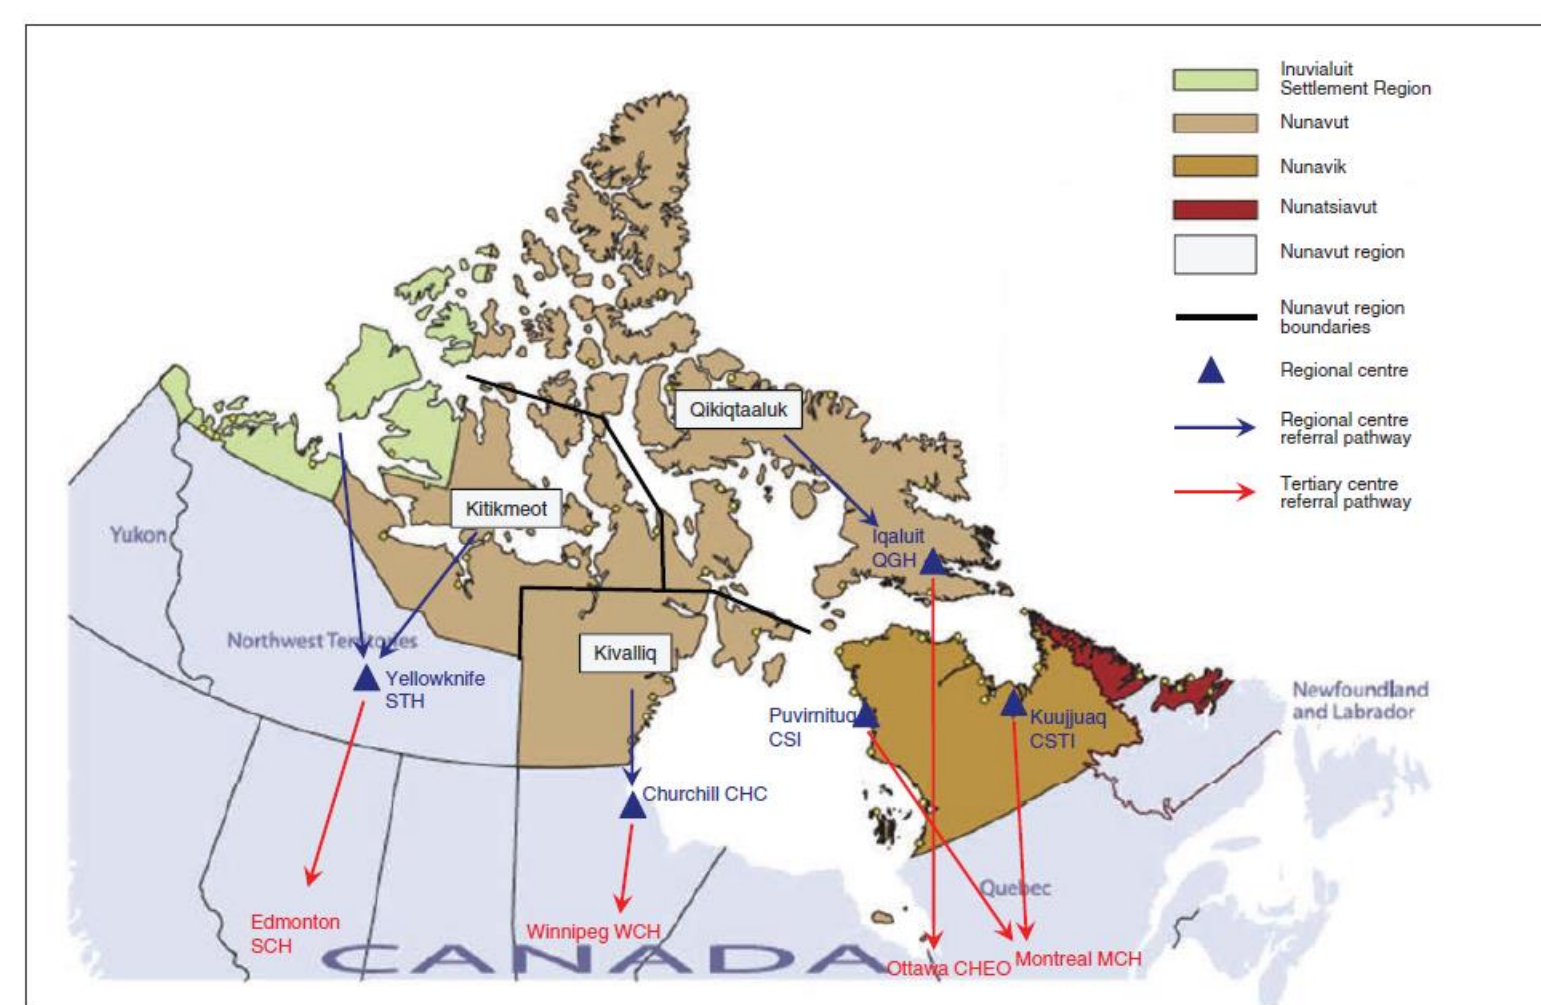 Inuvialuit
Settlement Region
Nunavut
Nunavik
Nunatsiavut
Nunavut region
Nunavut region
boundaries
Regional centre
Regional centre
referral pathway
Tertiary centre
referral pathway
Qikiqtaaluk
Kitikmeot
Yukon
Iqaluit
QGH
Northwest Territories
Kivalliq
Yellowknife
STH
Puvirnituq
CSI
Kuujjuaq
CSTI
Newfoundland
and Labrador
Churchill CHC
Quebec
Edmonton
SCH
Winnipeg WCH
CANADA
Ottawa CHEO
Montreal MCH